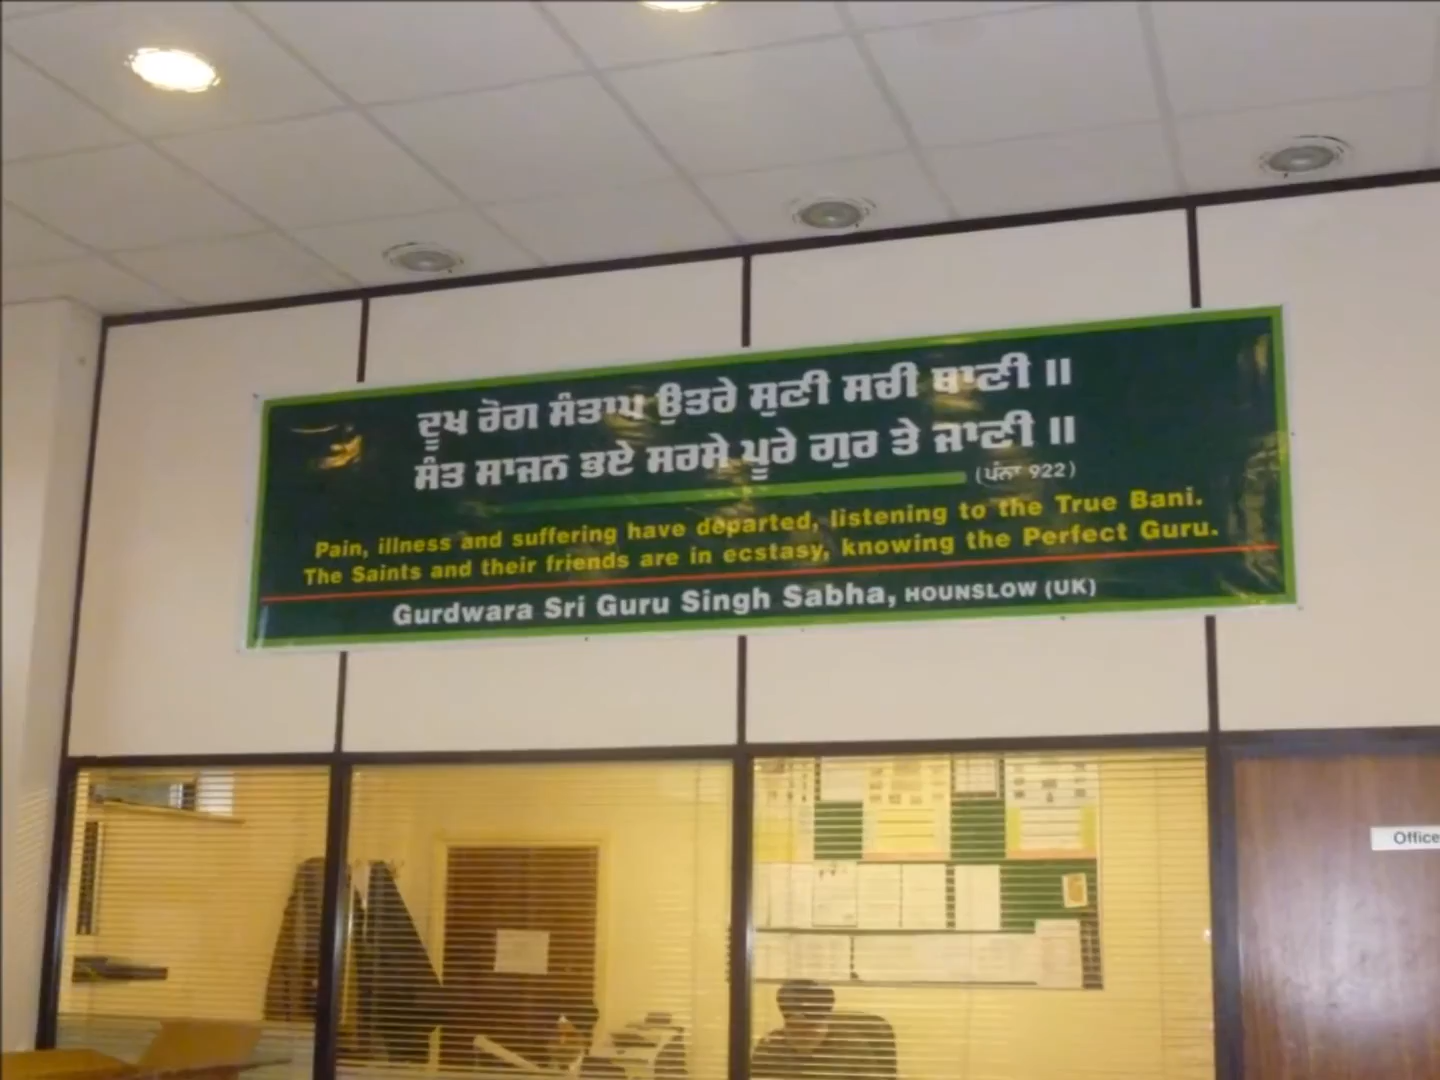 ਦੂਖ ਰੋਗ ਸੰਤਾਪ ਉਤਰੇ ਸੁਣੀ ਸਚੀ ਬਾਣੀ ॥
ਸੰਤ ਸਾਜਨ ਭਏ ਸਰਸੇ ਪੂਰੇ ਗੁਰ ਤੇ ਜਾਣੀ ॥
(ਪੰਨਾ 922)
Pain, illness and suffering have departed, listening to the True Bani.
The Saints and their friends are in ecstasy, knowing the Perfect Guru.
Gurdwara Sri Guru Singh Sabha, HOUNSLOW (UK)
Office